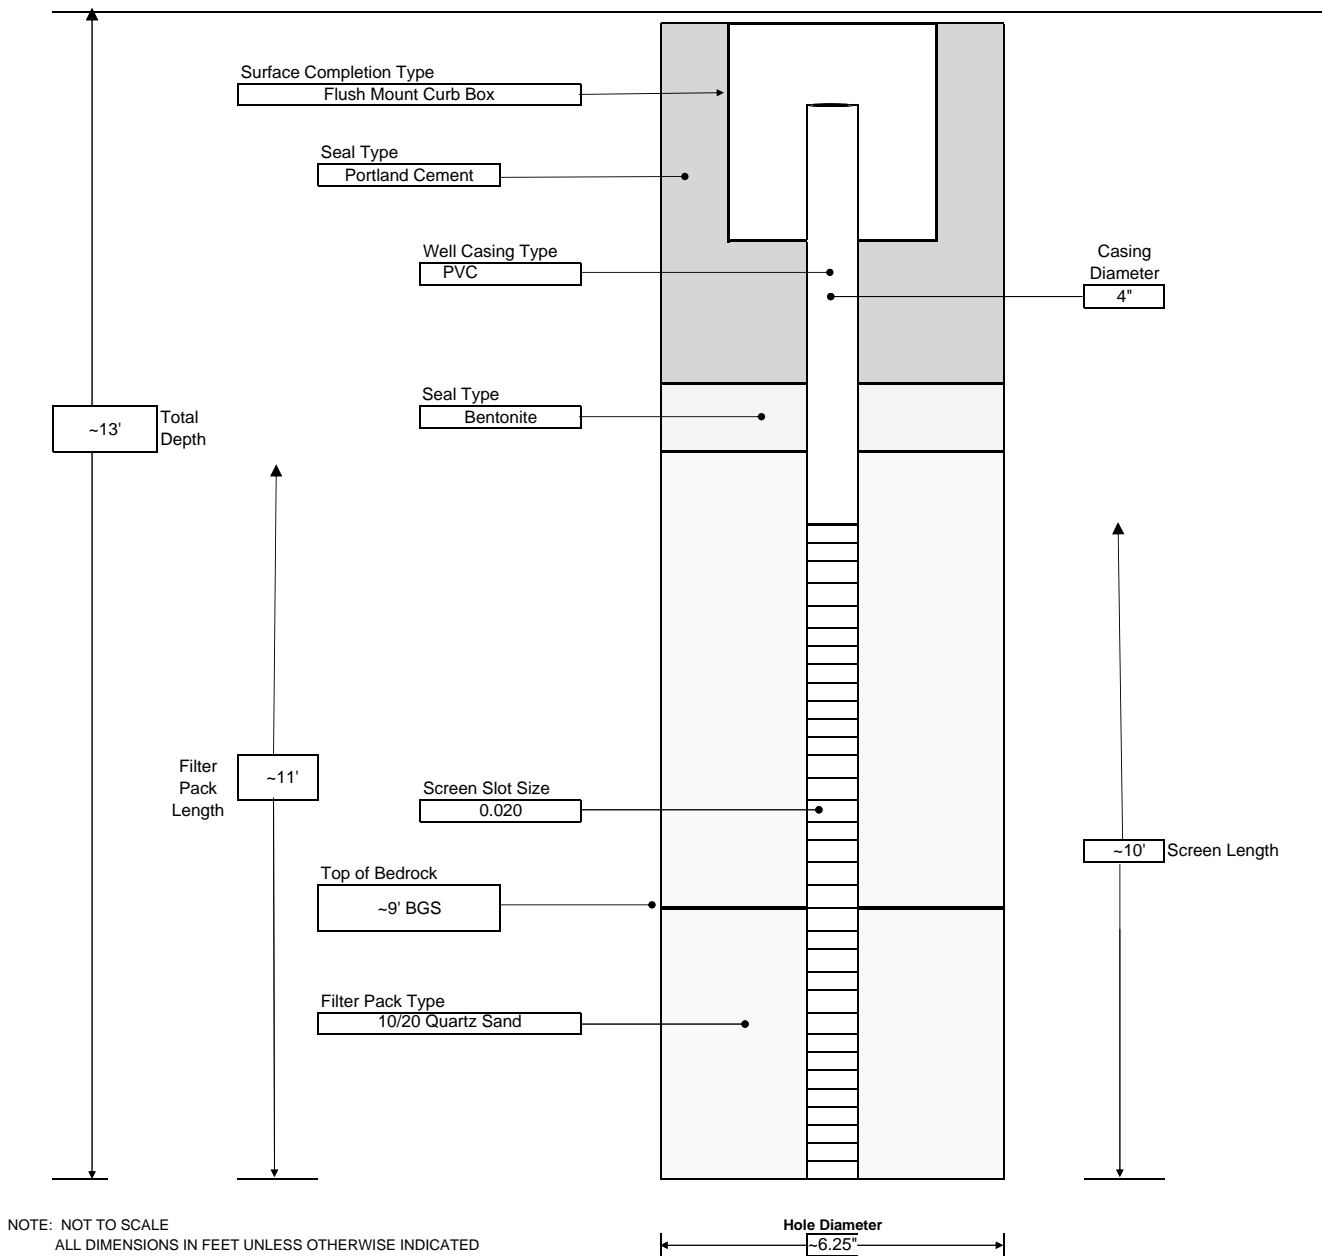 Surface Completion Type
Flush Mount Curb Box
Seal Type
Portland Cement
Well Casing Type
PVC
Casing
Diameter
4"
Seal Type
Bentonite
~13'
Total
Depth
Filter
Pack
Length
~11'
Screen Slot Size
0.020
~10'
Screen Length
Top of Bedrock
~9' BGS
Filter Pack Type
10/20 Quartz Sand
NOTE: NOT TO SCALE
ALL DIMENSIONS IN FEET UNLESS OTHERWISE INDICATED
Hole Diameter
~6.25"